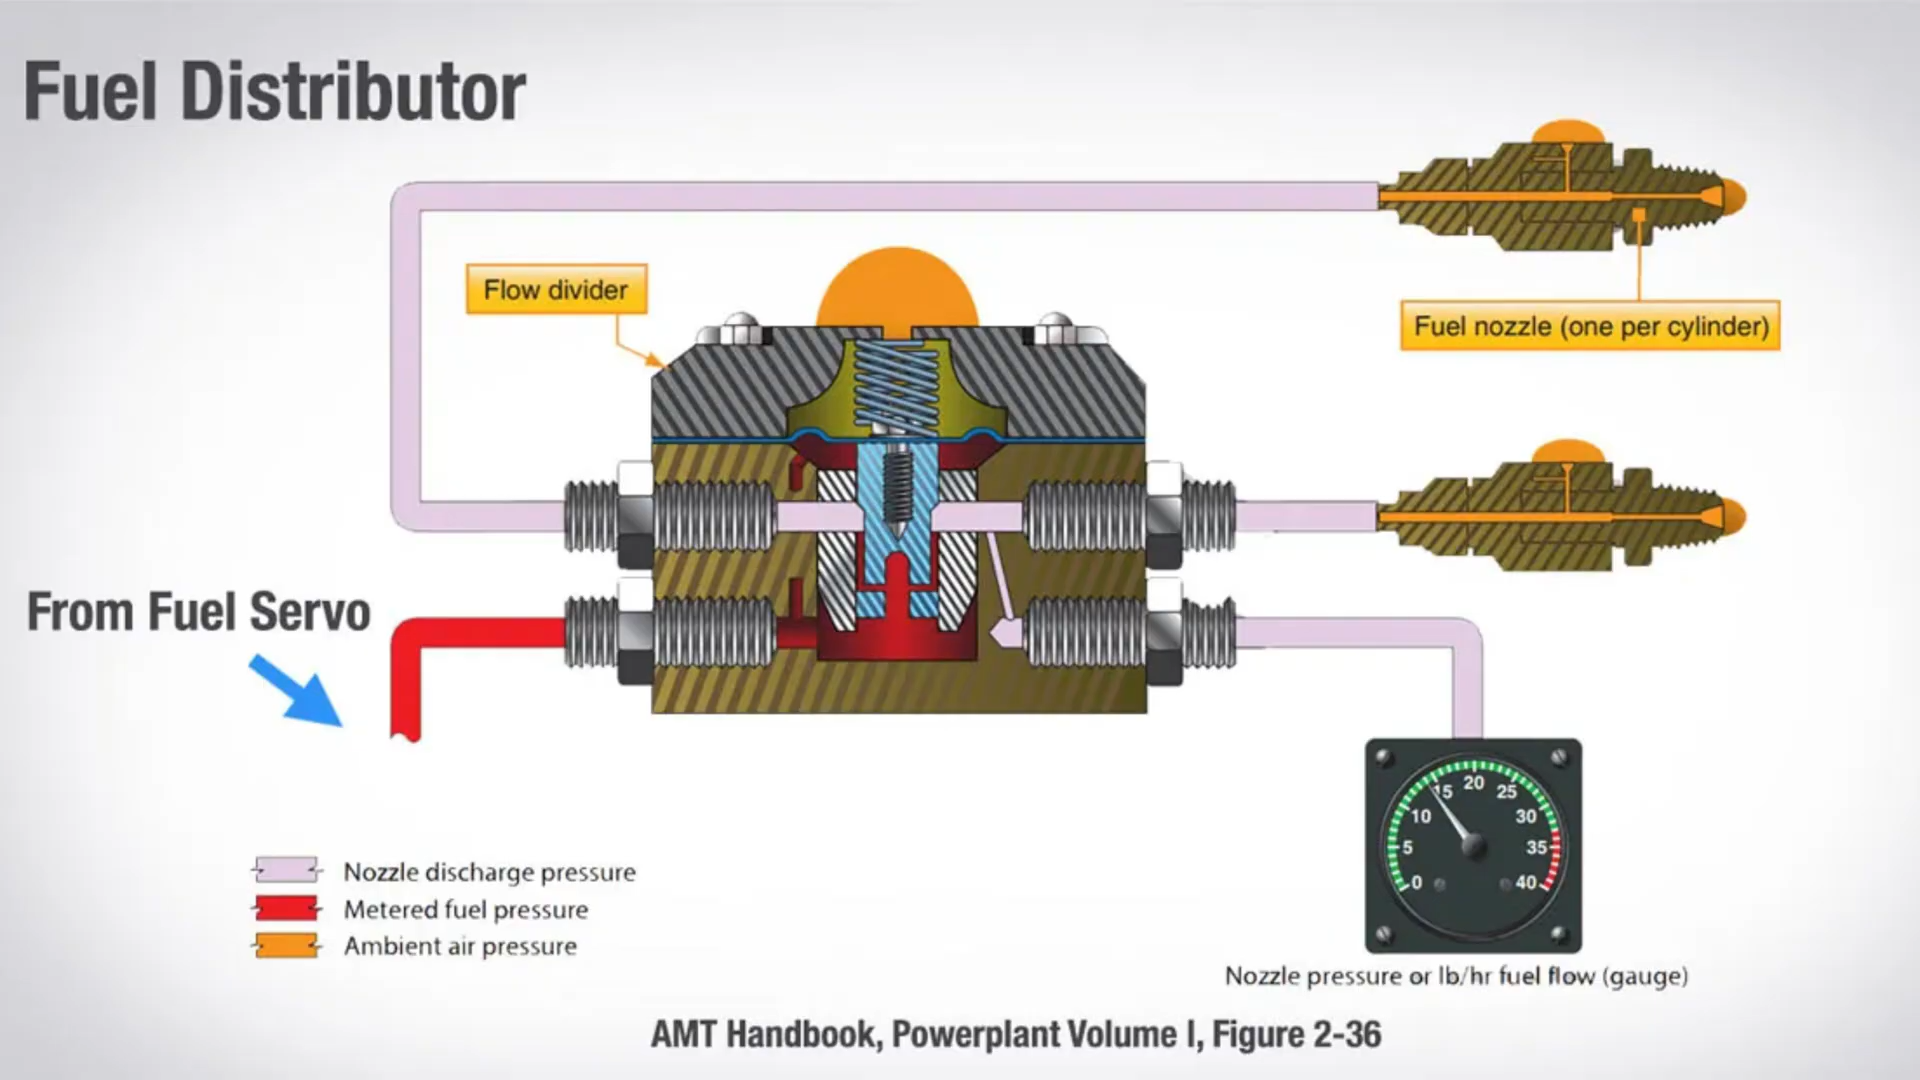 Fuel Distributor
Flow divider
Fuel nozzle (one per cylinder)
From Fuel Servo
0
5
10
15
20
25
30
35
40
Nozzle discharge pressure
Metered fuel pressure
Ambient air pressure
Nozzle pressure or lb/hr fuel flow (gauge)
AMT Handbook, Powerplant Volume I, Figure 2-36